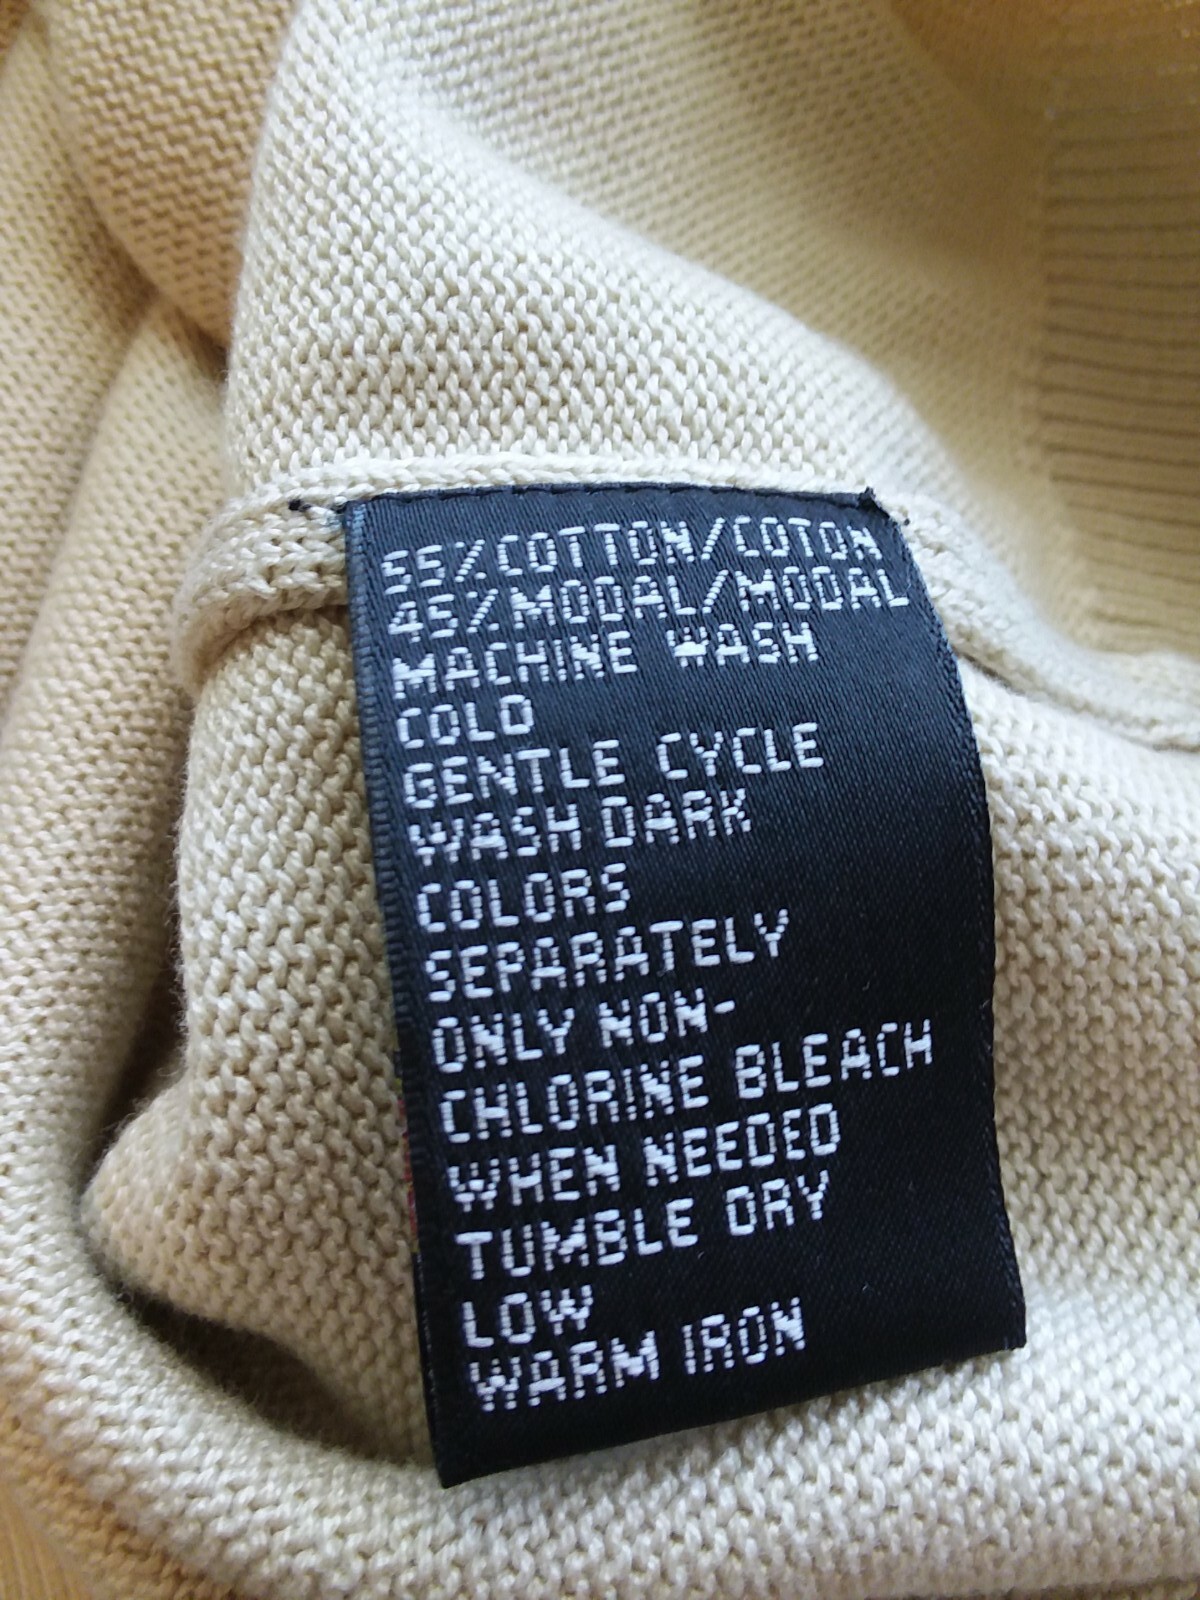 55%COTTON/COTON
45%MODAL/MODAL
MACHINE WASH
COLD
GENTLE CYCLE
WASH DARK
COLORS
SEPARATELY
ONLY NON-
CHLORINE BLEACH
WHEN NEEDED
TUMBLE DRY
LOW
WARM IRON